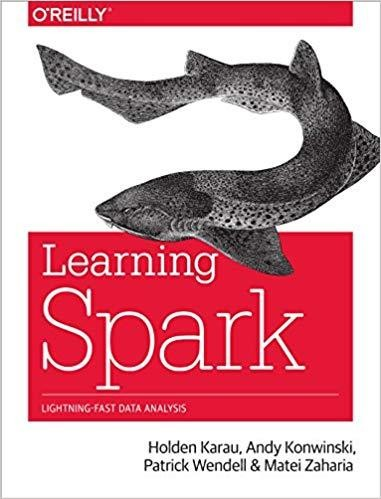 O'REILLY®
Learning
Spark
LIGHTNING-FAST DATA ANALYSIS
Holden Karau, Andy Konwinski,
Patrick Wendell & Matei Zaharia